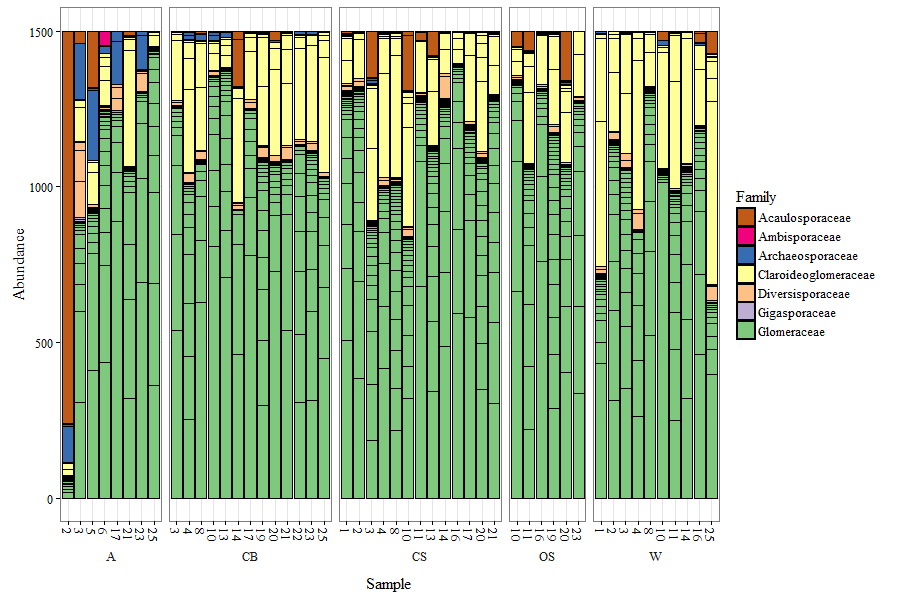 1500
1000
500
0
Abundance
2 3 5 6 17 21 23 25
3 4 8 10 13 14 17 19 20 21 22 23 25
1 2 3 4 8 10 11 13 14 16 17 20 21
10 11 16 19 20 23
1 2 3 4 8 10 11 14 16 25
A CB CS OS W
Sample
Family
Acaulosporaceae
Ambisporaceae
Archaeosporaceae
Claroideoglomeraceae
Diversisporaceae
Gigasporaceae
Glomeraceae